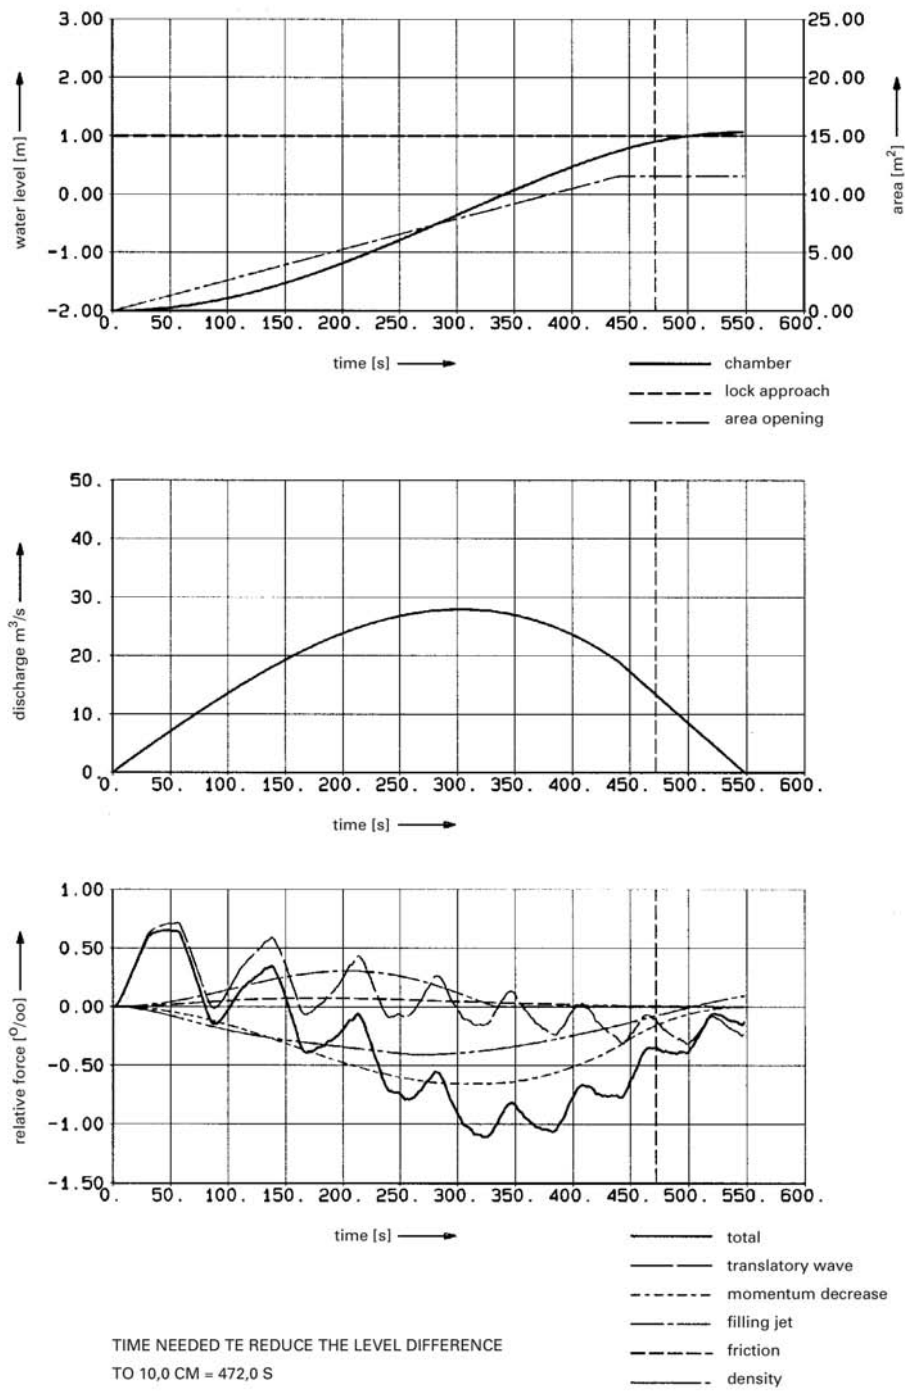 3.00
2.00
1.00
0.00
-1.00
-2.00
water level [m]
25.00
20.00
15.00
10.00
5.00
0.00
area [m²]
0. 50. 100. 150. 200. 250. 300. 350. 400. 450. 500. 550. 600.
time [s]
chamber
lock approach
area opening
50.
40.
30.
20.
10.
0.
discharge m³/s
0. 50. 100. 150. 200. 250. 300. 350. 400. 450. 500. 550. 600.
time [s]
1.00
0.50
0.00
-0.50
-1.00
-1.50
relative force [⁰/oo]
0. 50. 100. 150. 200. 250. 300. 350. 400. 450. 500. 550. 600.
time [s]
total
translatory wave
momentum decrease
filling jet
friction
density
TIME NEEDED TE REDUCE THE LEVEL DIFFERENCE
TO 10,0 CM = 472,0 S